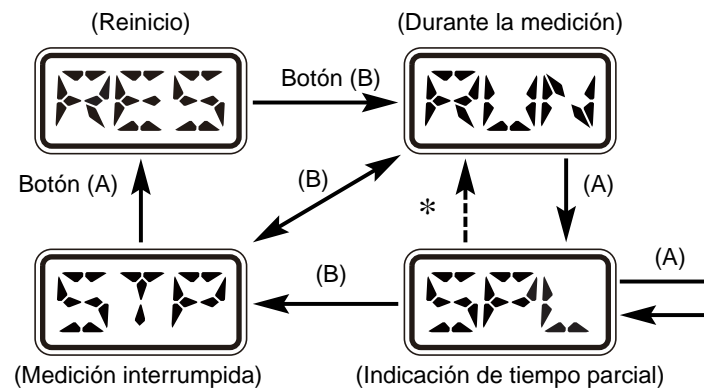 (Reinicio)
(Durante la medición)
RES
Botón (B)
RUN
Botón (A)
(B)
*
(A)
STP
(B)
SPL
(A)
(Medición interrumpida)
(Indicación de tiempo parcial)